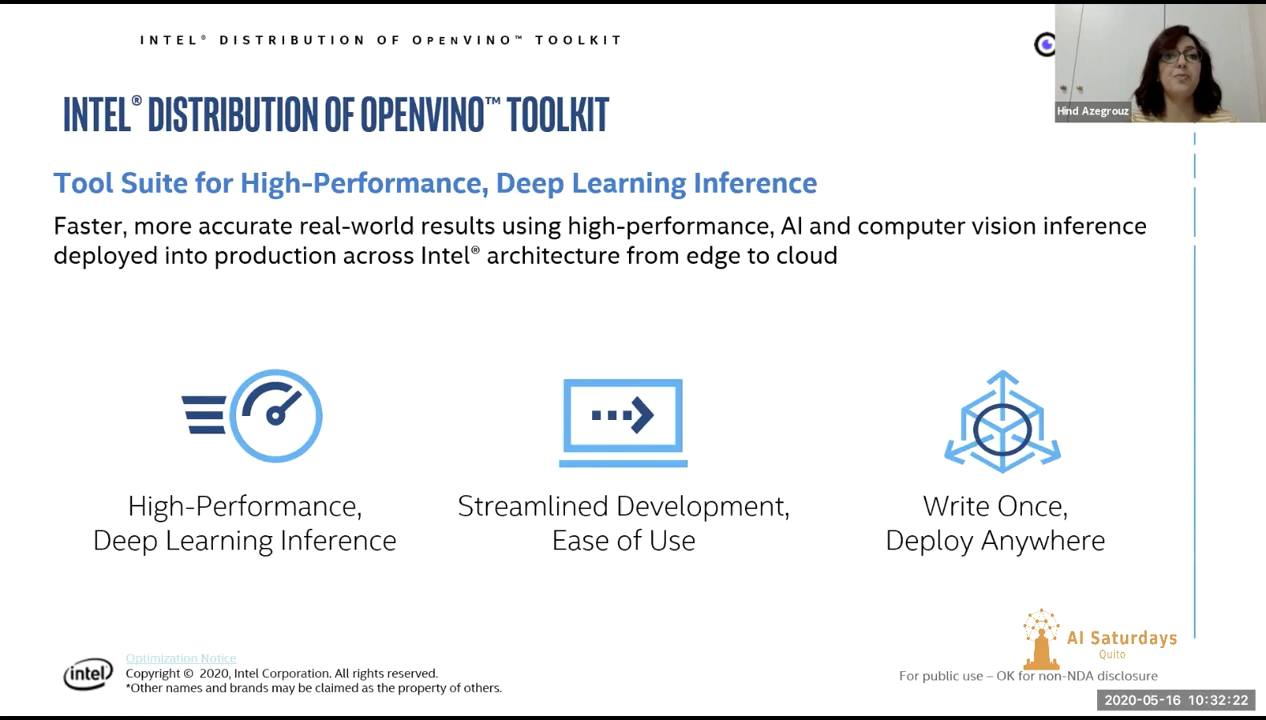 INTEL® DISTRIBUTION OF OPENVINO™ TOOLKIT
Hind Azegrouz
INTEL® DISTRIBUTION OF OPENVINO™ TOOLKIT
Tool Suite for High-Performance, Deep Learning Inference
Faster, more accurate real-world results using high-performance, AI and computer vision inference
deployed into production across Intel® architecture from edge to cloud
High-Performance,
Deep Learning Inference
Streamlined Development,
Ease of Use
Write Once,
Deploy Anywhere
AI Saturdays
Quito
intel
Optimization Notice
Copyright © 2020, Intel Corporation. All rights reserved.
*Other names and brands may be claimed as the property of others.
For public use – OK for non-NDA disclosure
2020-05-16 10:32:22